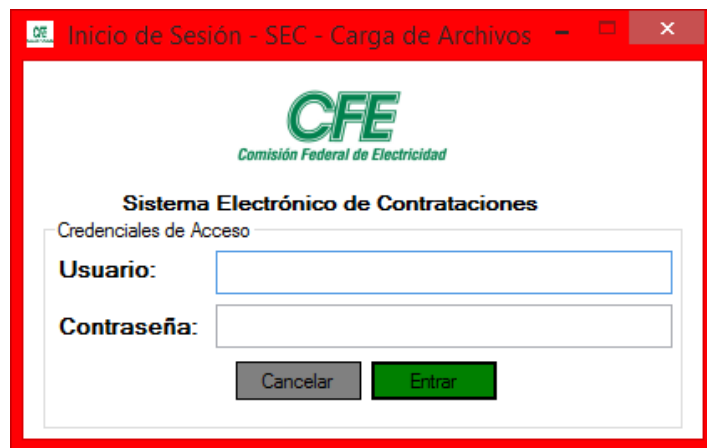 Inicio de Sesión - SEC - Carga de Archivos
CFE
Comisión Federal de Electricidad
Sistema Electrónico de Contrataciones
Credenciales de Acceso
Usuario:
Contraseña:
Cancelar Entrar